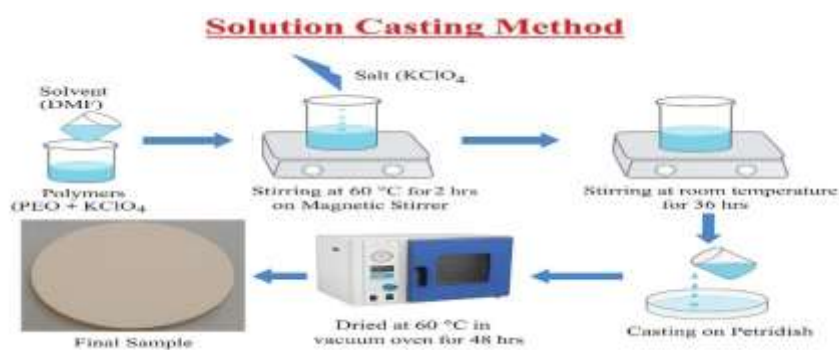 Solution Casting Method
Salt (KClO4
Solvent
(DMF)
Polymers
(PEO + KClO4
Stirring at 60 °C for 2 hrs
on Magnetic Stirrer
Stirring at room temperature
for 36 hrs
Casting on Petridish
Dried at 60 °C in
vacuum oven for 48 hrs
Final Sample